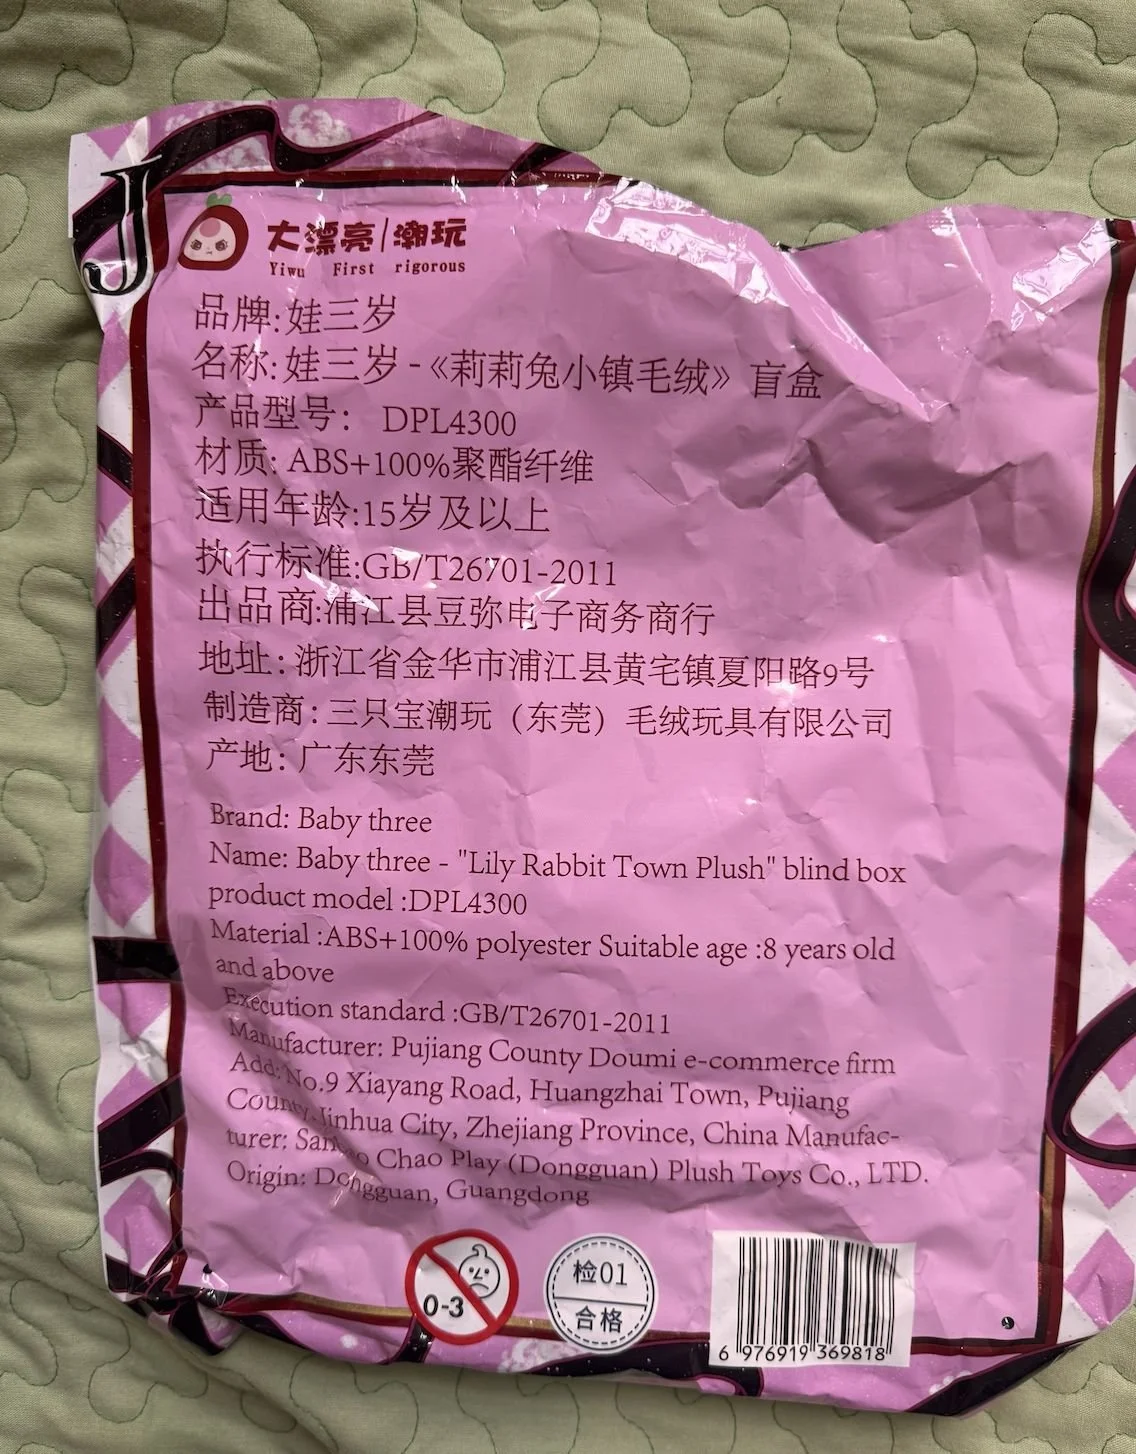 J
大漂亮|潮玩
Yiwu First rigorous
品牌:娃三岁
名称:娃三岁-《莉莉兔小镇毛绒》盲盒
产品型号: DPL4300
材质: ABS+100%聚酯纤维
适用年龄:15岁及以上
执行标准:GB/T26701-2011
出品商:浦江县豆弥电子商务商行
地址: 浙江省金华市浦江县黄宅镇夏阳路9号
制造商: 三只宝潮玩（东莞）毛绒玩具有限公司
产地: 广东东莞
Brand: Baby three
Name: Baby three - "Lily Rabbit Town Plush" blind box
product model :DPL4300
Material :ABS+100% polyester Suitable age :8 years old
and above
Execution standard :GB/T26701-2011
Manufacturer: Pujiang County Doumi e-commerce firm
Add: No.9 Xiayang Road, Huangzhai Town, Pujiang
County, Jinhua City, Zhejiang Province, China Manufac-
turer: Chao Play (Dongguan) Plush Toys Co., LTD.
Origin: Dongguan, Guangdong
0-3
检01
合格
6 976919 369818